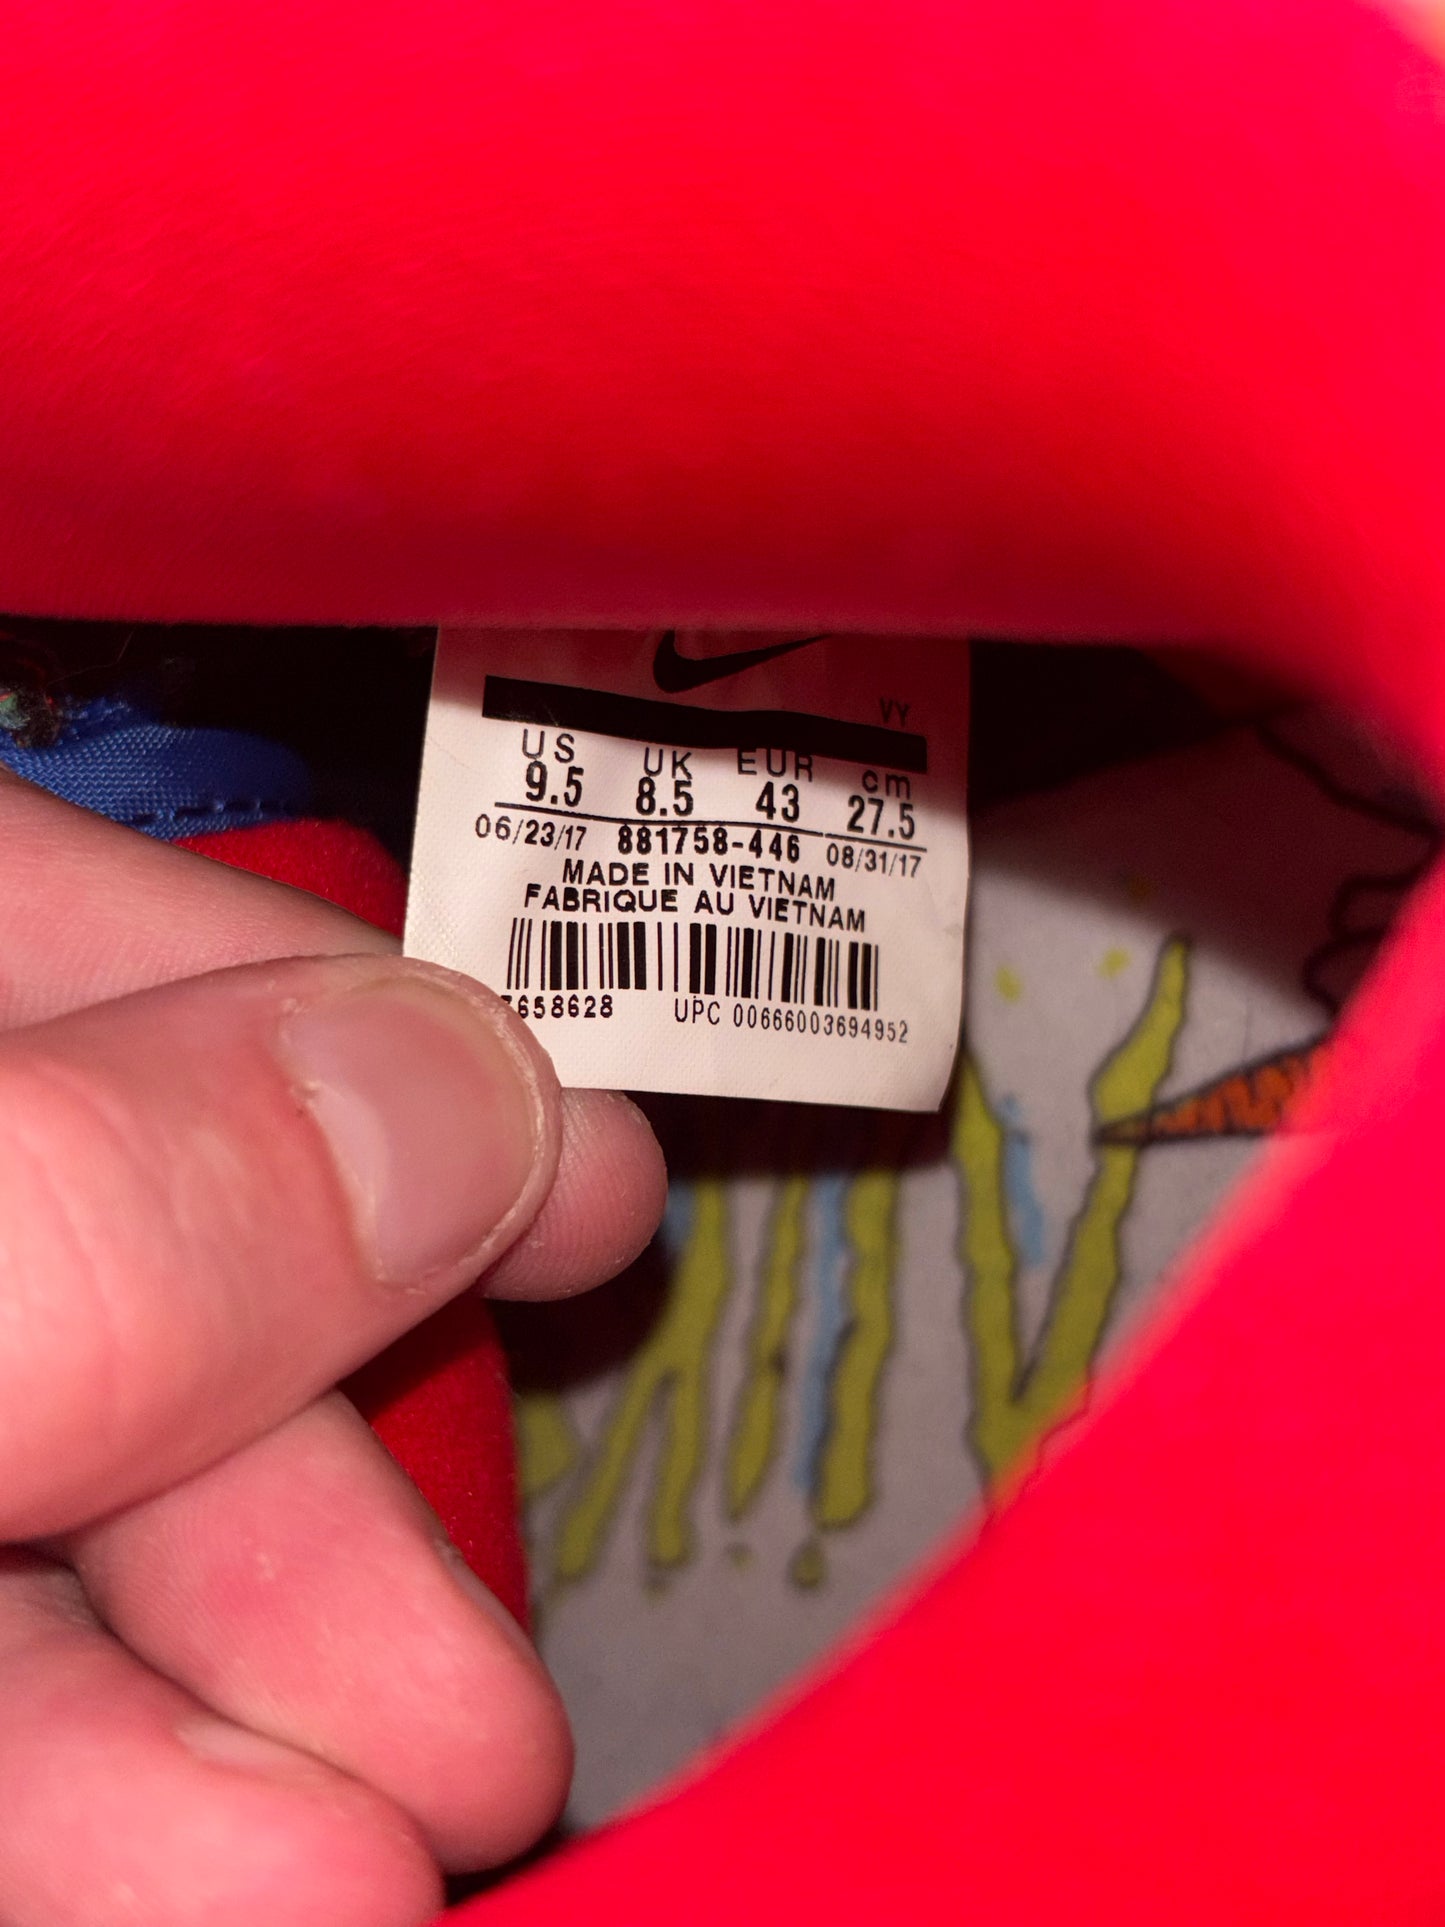 VY
US UK EUR cm
9.5 8.5 43 27.5
06/23/17 881758-446 08/31/17
MADE IN VIETNAM
FABRIQUE AU VIETNAM
7658628 UPC 00666003694952